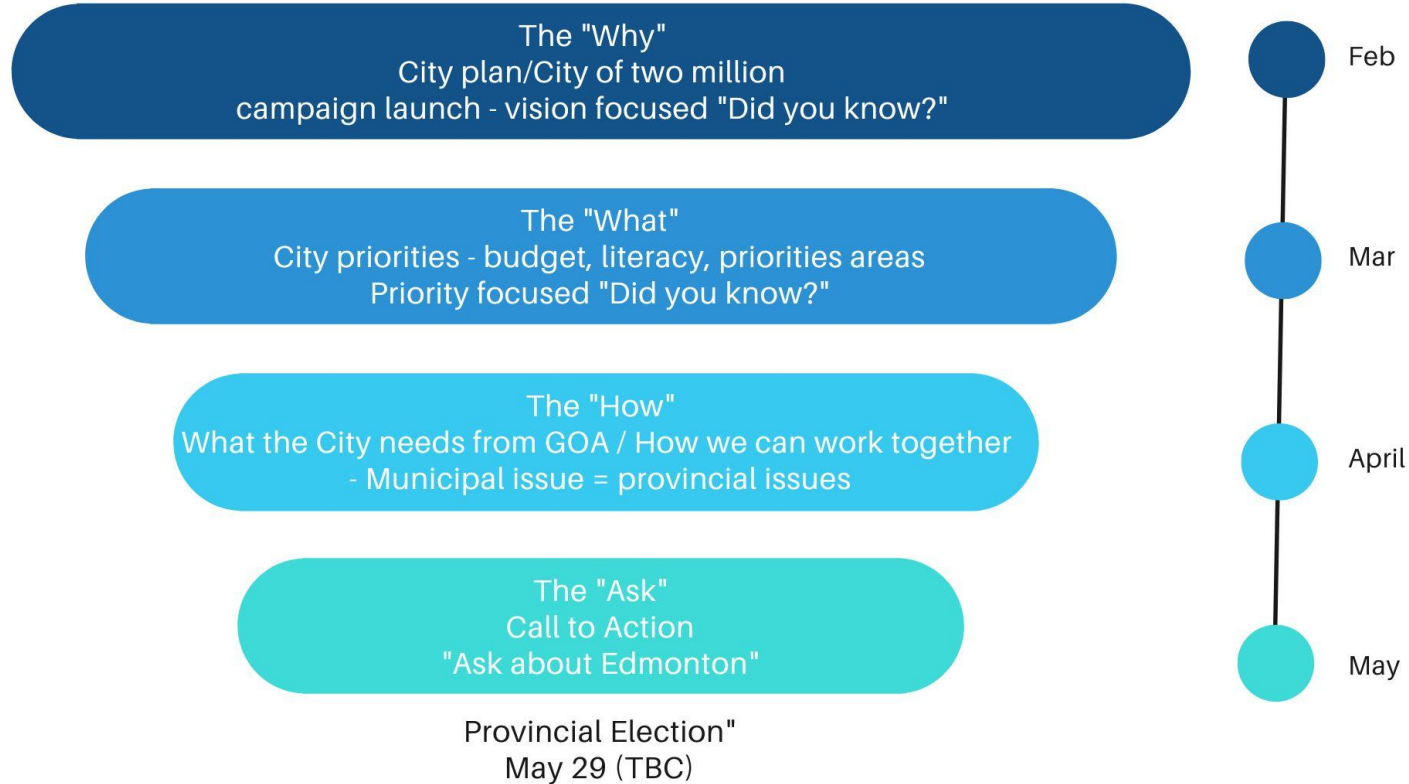 The "Why"
City plan/City of two million
campaign launch - vision focused "Did you know?"
Feb
The "What"
City priorities - budget, literacy, priorities areas
Priority focused "Did you know?"
Mar
The "How"
What the City needs from GOA / How we can work together
- Municipal issue = provincial issues
April
The "Ask"
Call to Action
"Ask about Edmonton"
May
Provincial Election"
May 29 (TBC)